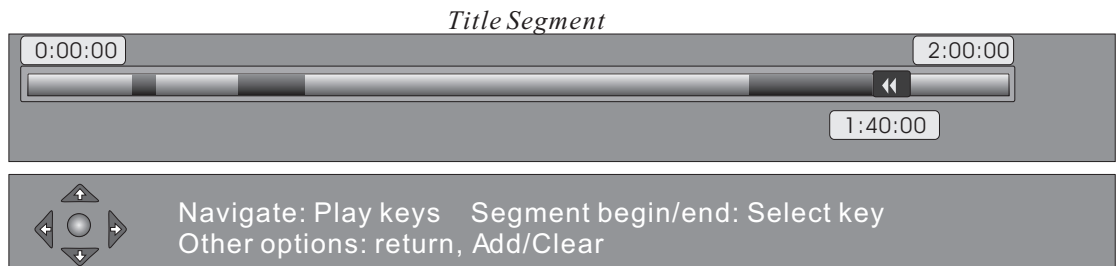 Title Segment
0:00:00 2:00:00
1:40:00
Navigate: Play keys Segment begin/end: Select key
Other options: return, Add/Clear